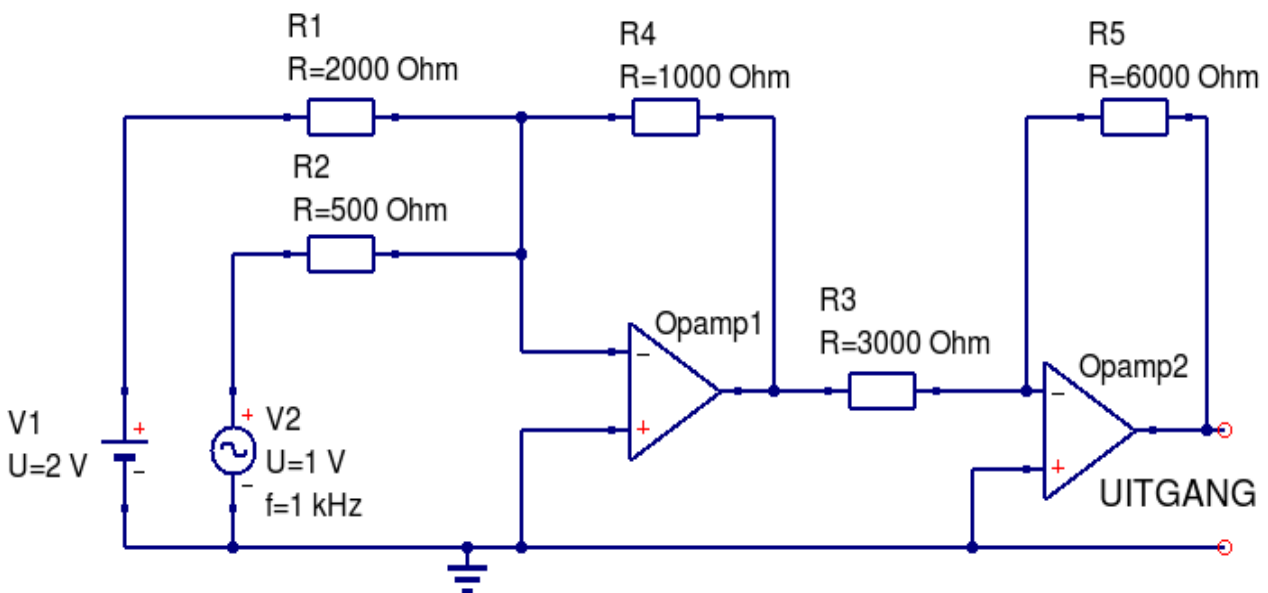 R1
R=2000 Ohm
R4
R=1000 Ohm
R5
R=6000 Ohm
R2
R=500 Ohm
R3
R=3000 Ohm
Opamp1
−
+
Opamp2
−
+
V1
U=2 V
+
−
V2
U=1 V
f=1 kHz
+
−
UITGANG